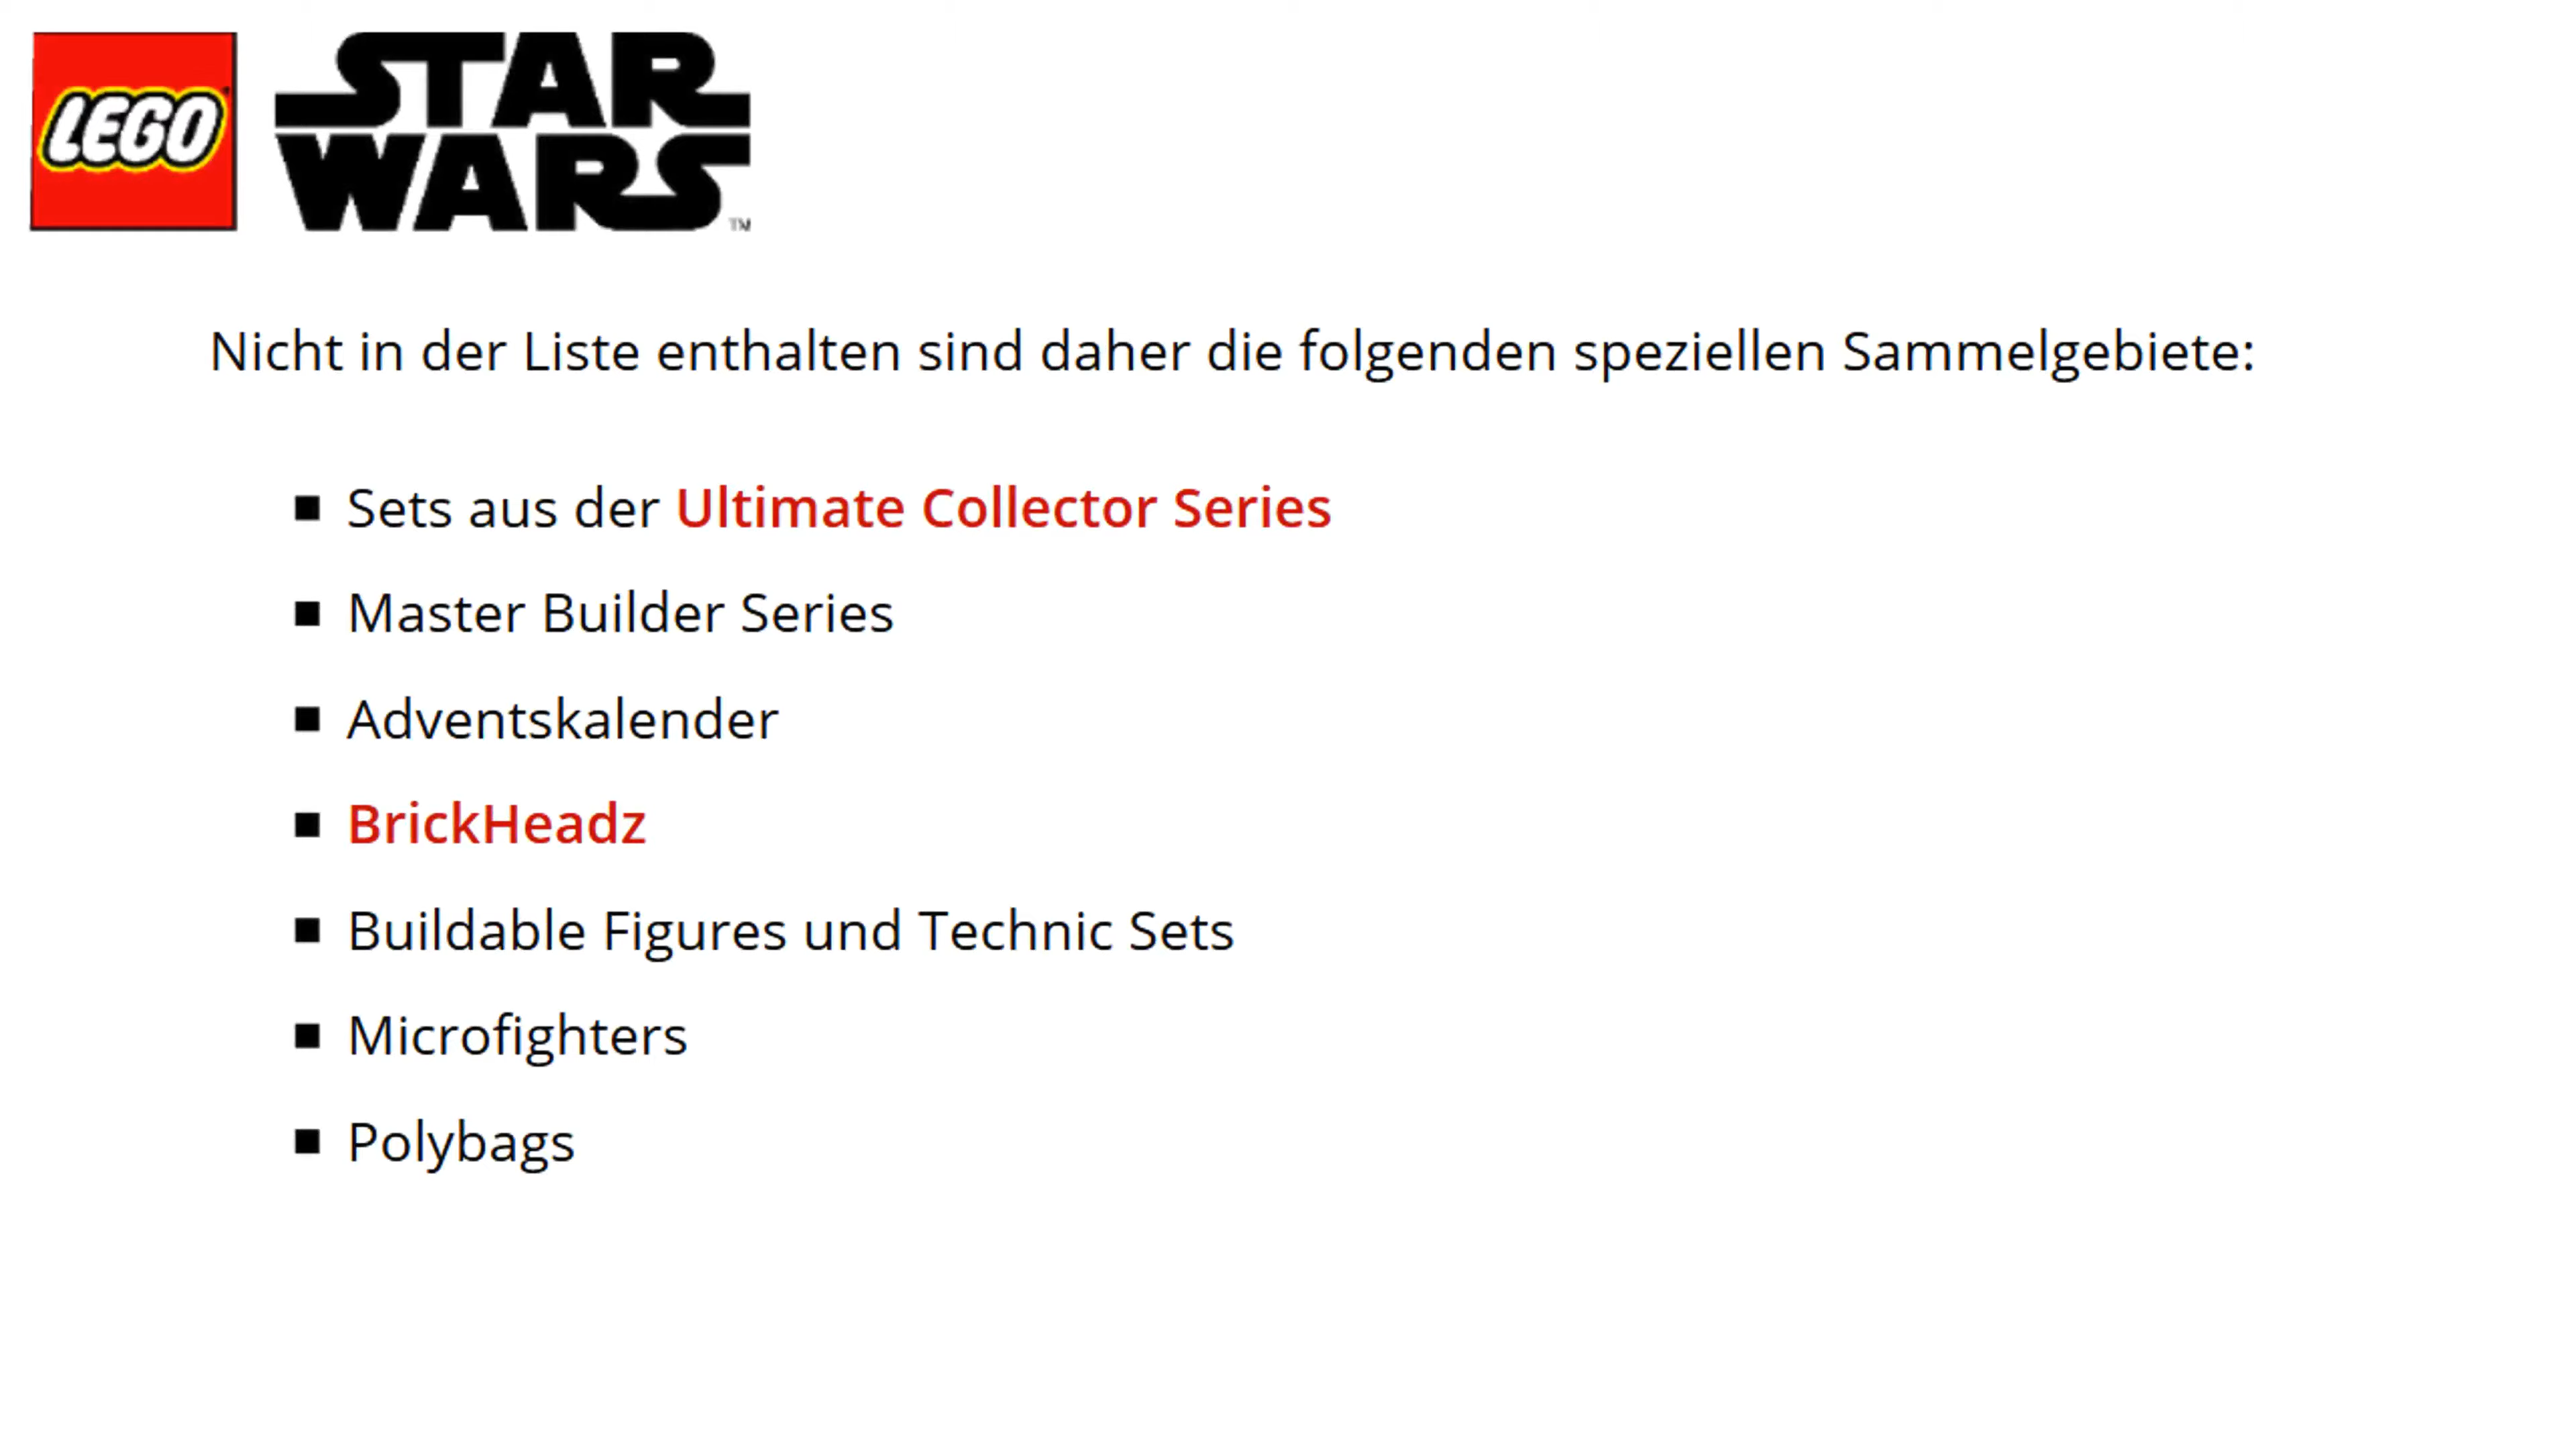 LEGO
STAR
WARS
TM
Nicht in der Liste enthalten sind daher die folgenden speziellen Sammelgebiete:
Sets aus der Ultimate Collector Series
Master Builder Series
Adventskalender
BrickHeadz
Buildable Figures und Technic Sets
Microfighters
Polybags